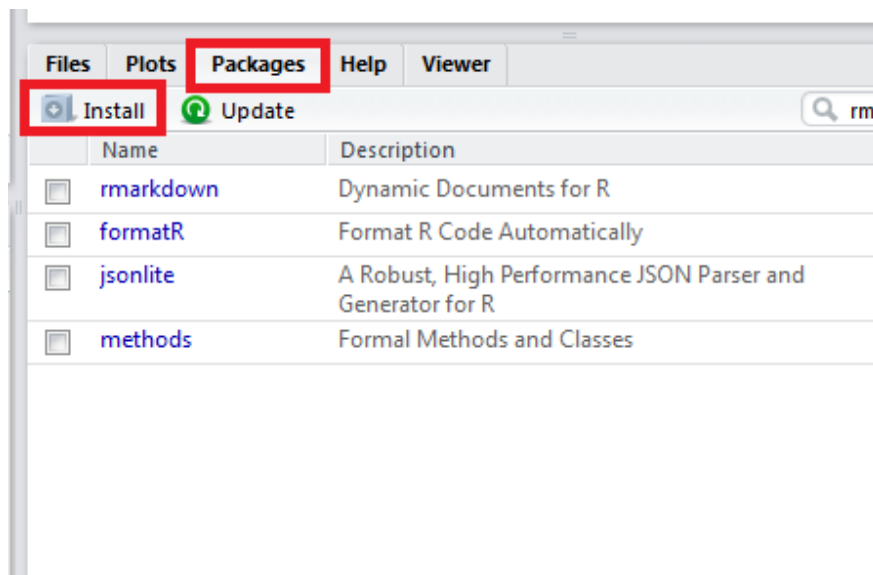 Files Plots Packages Help Viewer
Install Update rm
Name Description
rmarkdown Dynamic Documents for R
formatR Format R Code Automatically
jsonlite A Robust, High Performance JSON Parser and
Generator for R
methods Formal Methods and Classes